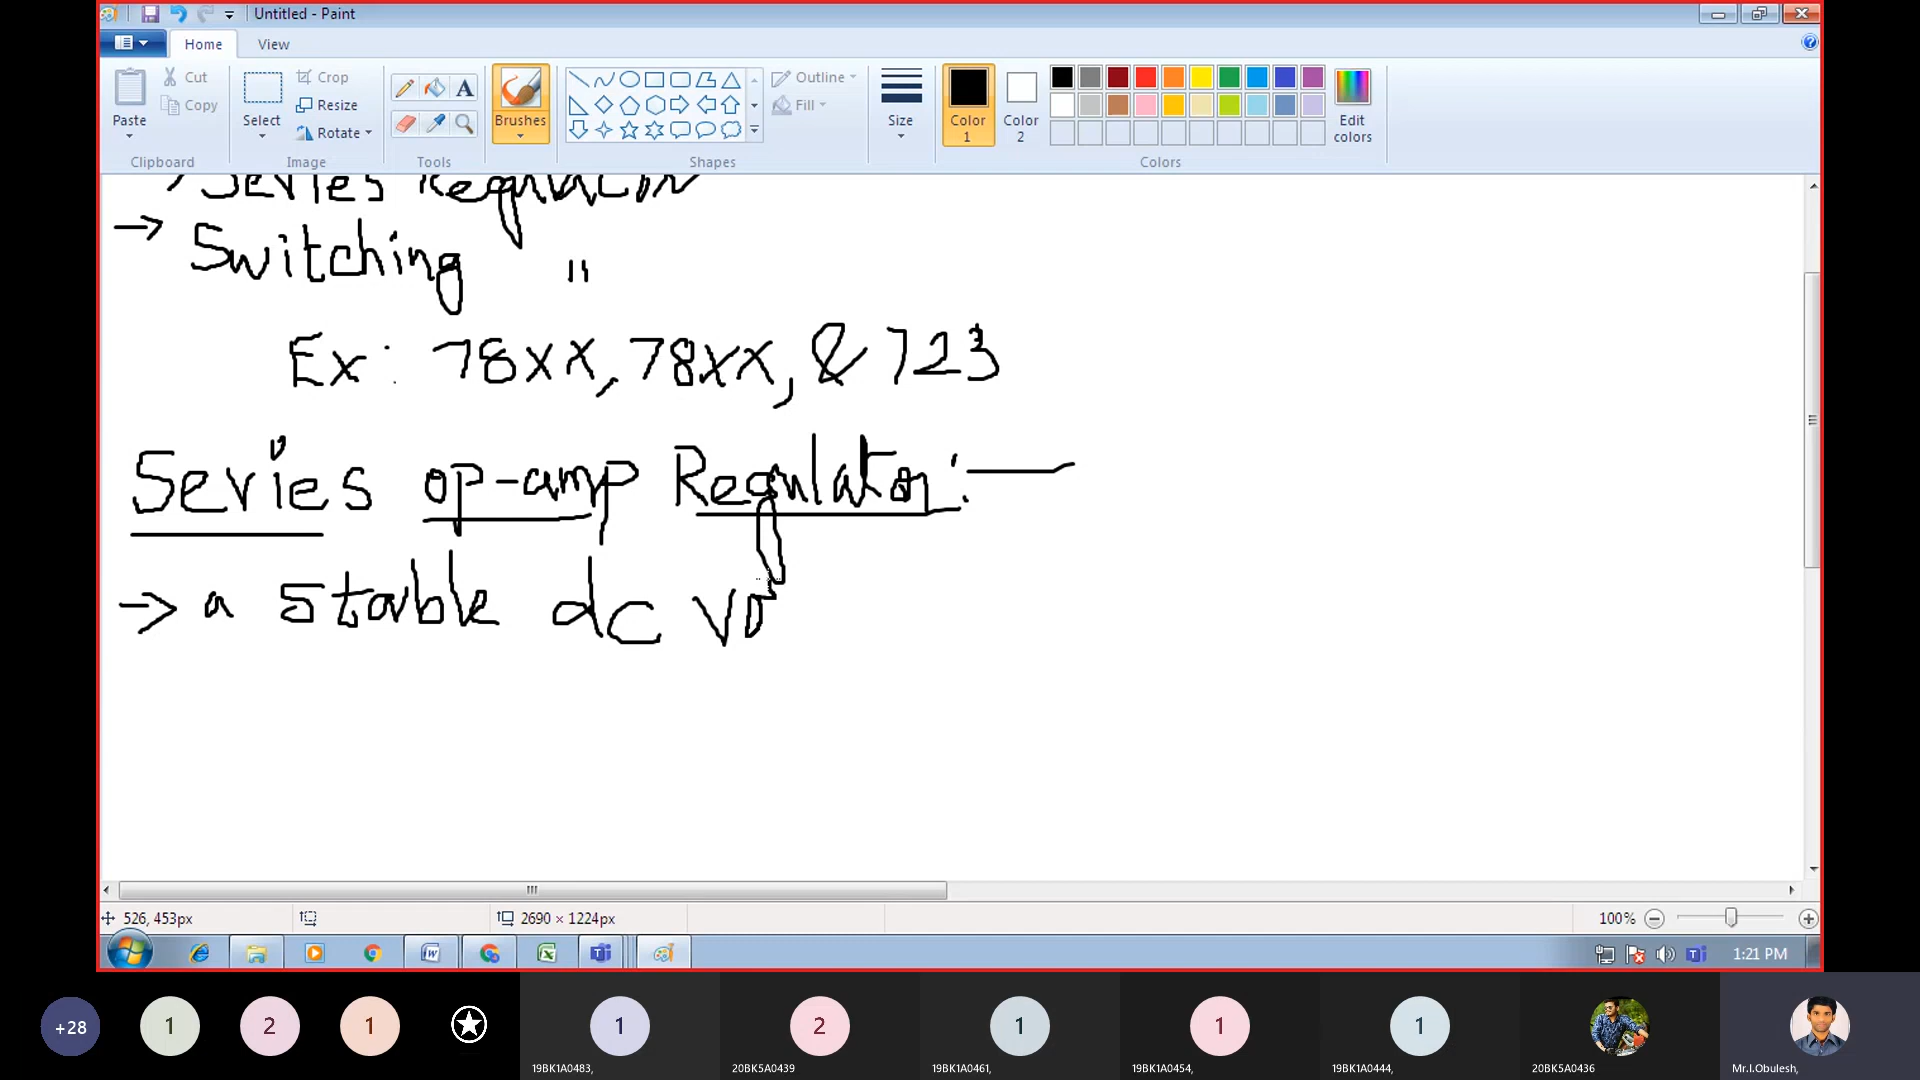 Untitled - Paint
Home View
Paste Cut Copy Select Crop Resize Rotate Brushes Outline Fill Size Color 1 Color 2 Edit colors
Clipboard Image Tools Shapes Colors
Series Regulator
→ Switching "
Ex: 78XX, 78XX, & 723
Series op-amp Regulator:—
→ a stable dc vo
526, 453px 2690 × 1224px 100%
1:21 PM
+28 1 2 1 1 2 1 1 1
19BK1A0483, 20BK5A0439 19BK1A0461, 19BK1A0454, 19BK1A0444, 20BK5A0436 Mr.I.Obulesh,